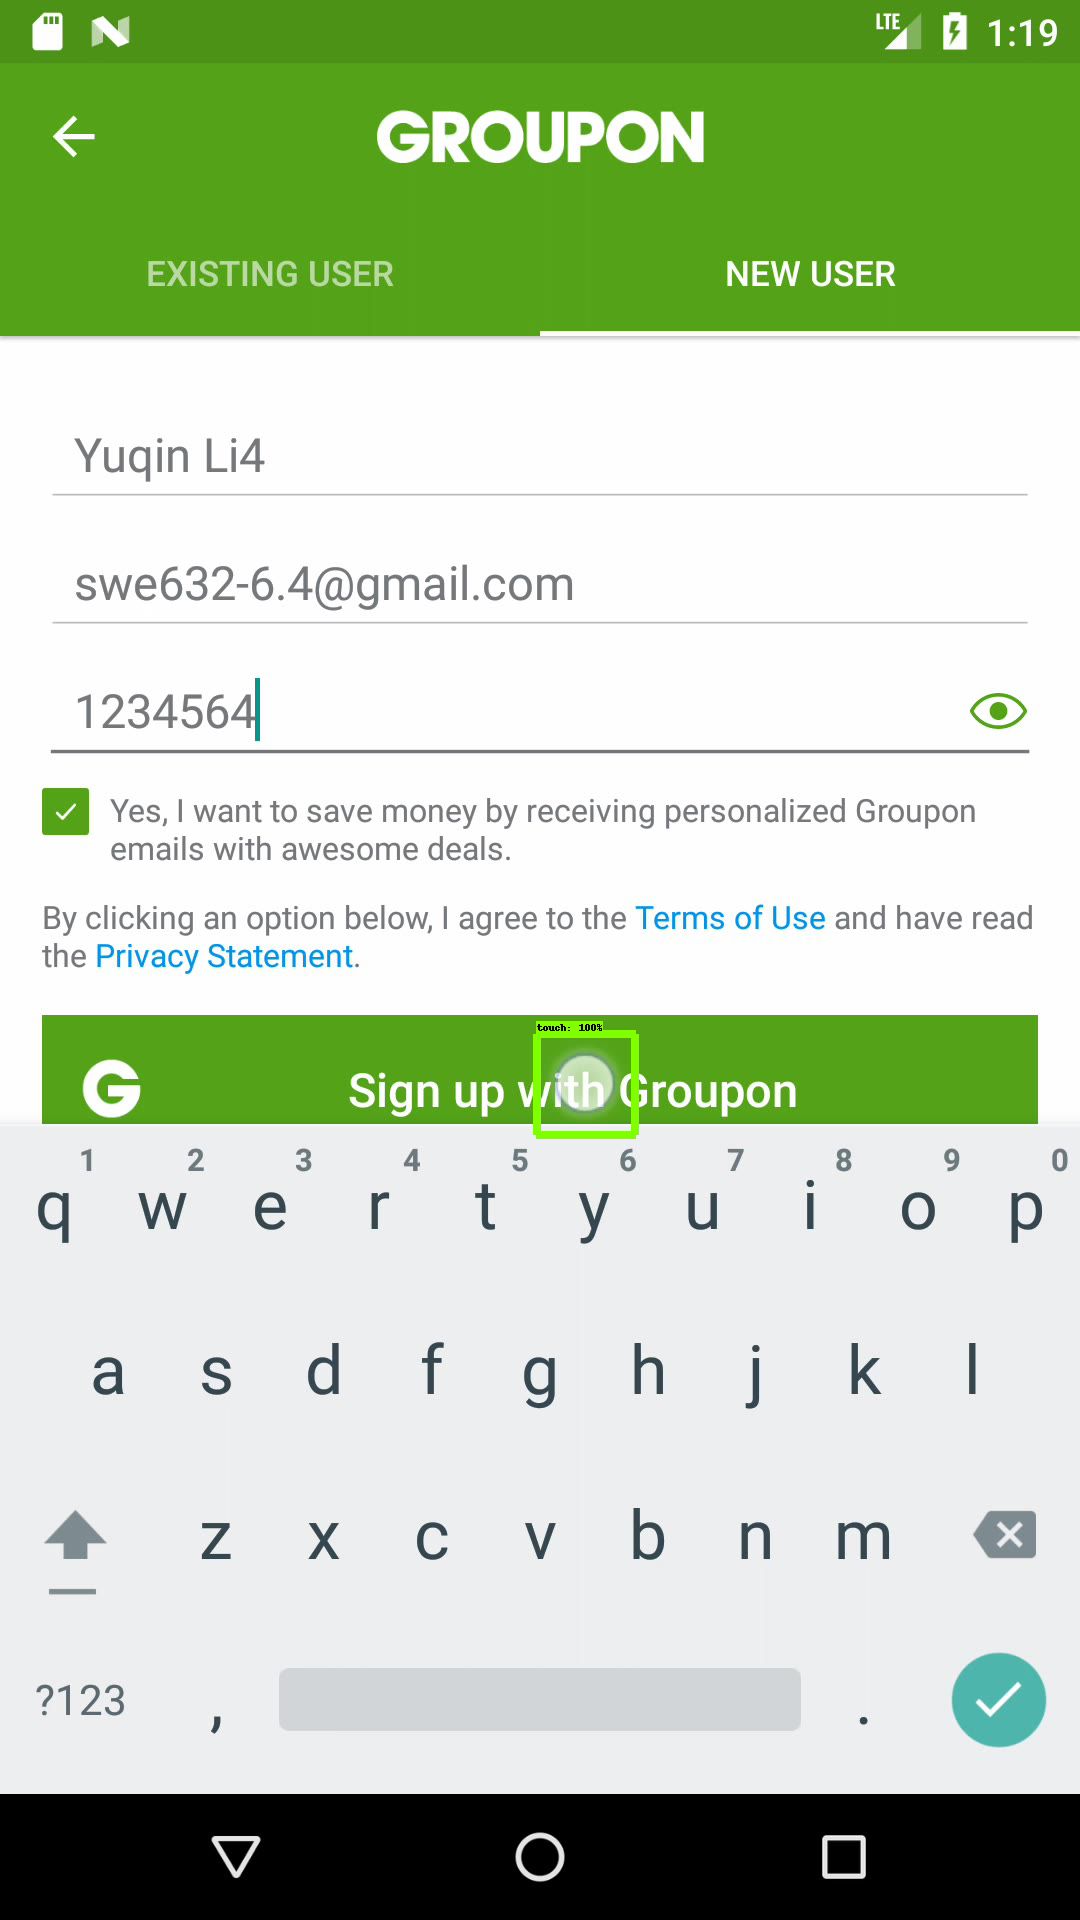 LTE 1:19
GROUPON
EXISTING USER NEW USER
Yuqin Li4
swe632-6.4@gmail.com
1234564
Yes, I want to save money by receiving personalized Groupon
emails with awesome deals.
By clicking an option below, I agree to the Terms of Use and have read
the Privacy Statement.
touch: 100%
G Sign up with Groupon
1 2 3 4 5 6 7 8 9 0
q w e r t y u i o p
a s d f g h j k l
z x c v b n m
?123 , .